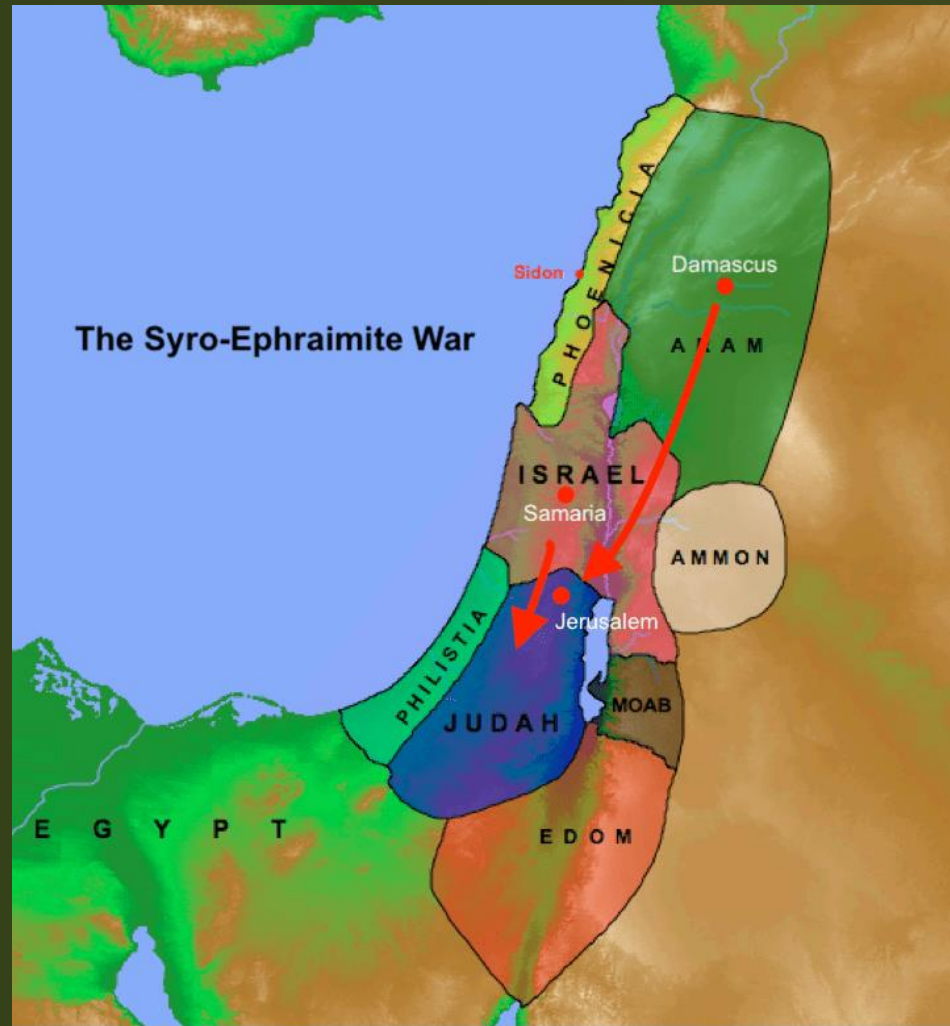 PHOENICIA
Damascus
Sidon
The Syro-Ephraimite War
ARAM
ISRAEL
Samaria
AMMON
Jerusalem
PHILISTIA
MOAB
JUDAH
EGYPT
EDOM